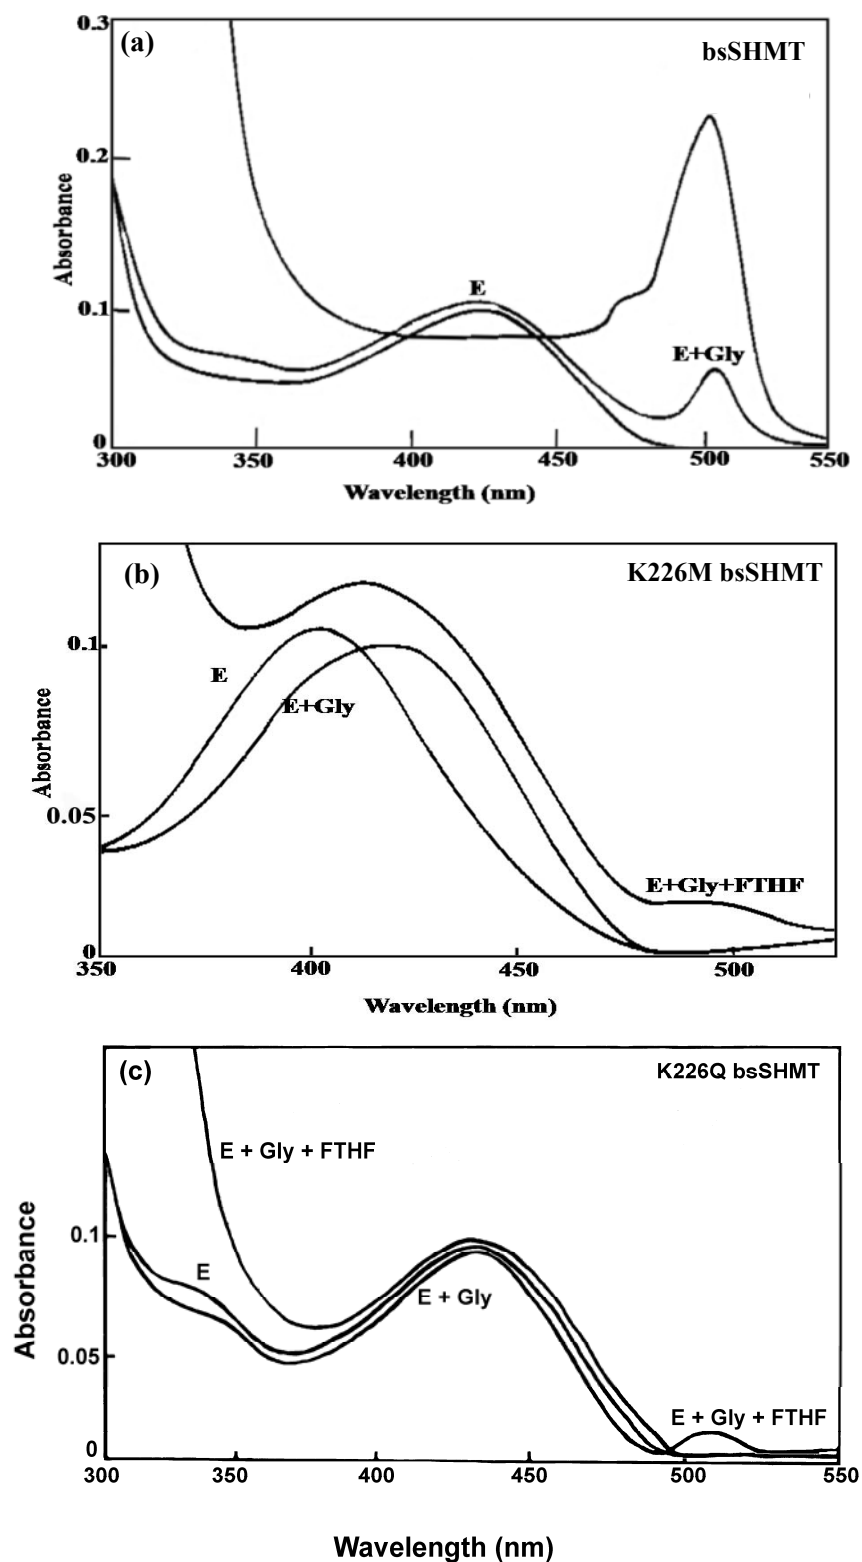 (a)
bsSHMT
0.3
0.2
0.1
0
Absorbance
E
E+Gly
300
350
400
450
500
550
Wavelength (nm)
(b)
K226M bsSHMT
0.1
0.05
0
Absorbance
E
E+Gly
E+Gly+FTHF
350
400
450
500
Wavelength (nm)
(c)
K226Q bsSHMT
E + Gly + FTHF
0.1
0.05
0
Absorbance
E
E + Gly
E + Gly + FTHF
300
350
400
450
500
550
Wavelength (nm)